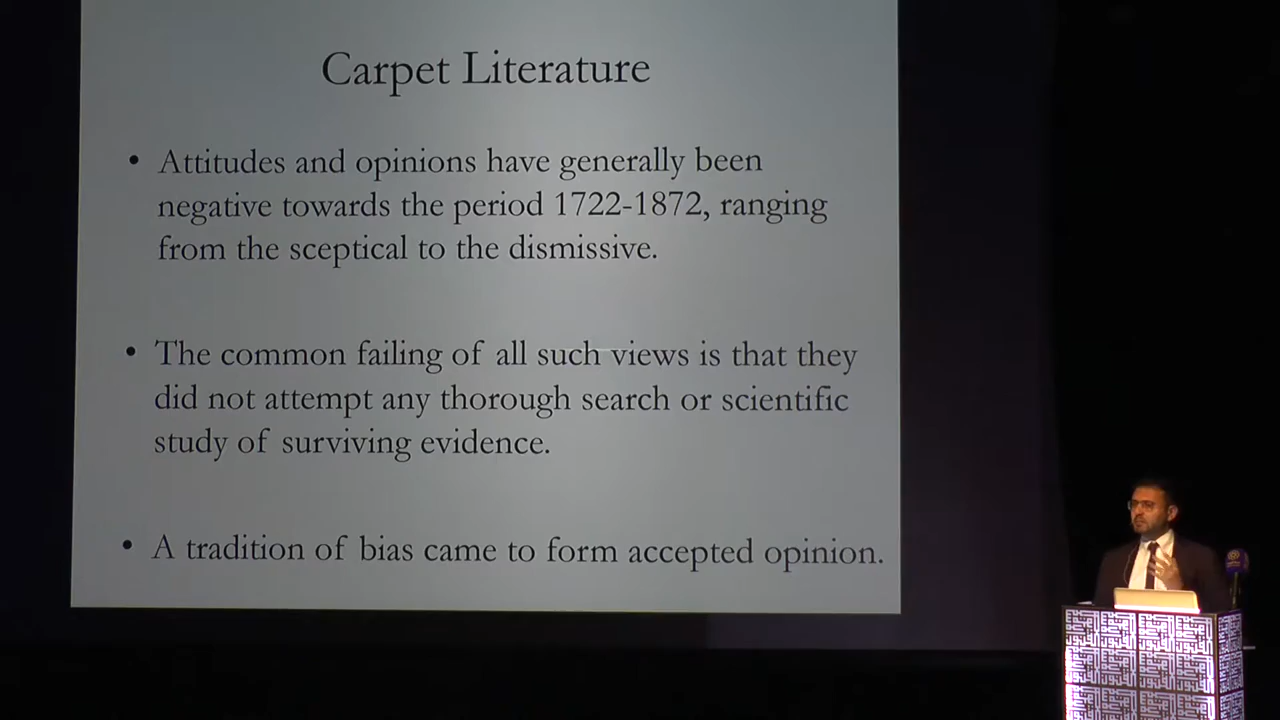 Carpet Literature
• Attitudes and opinions have generally been
negative towards the period 1722-1872, ranging
from the sceptical to the dismissive.
• The common failing of all such views is that they
did not attempt any thorough search or scientific
study of surviving evidence.
• A tradition of bias came to form accepted opinion.